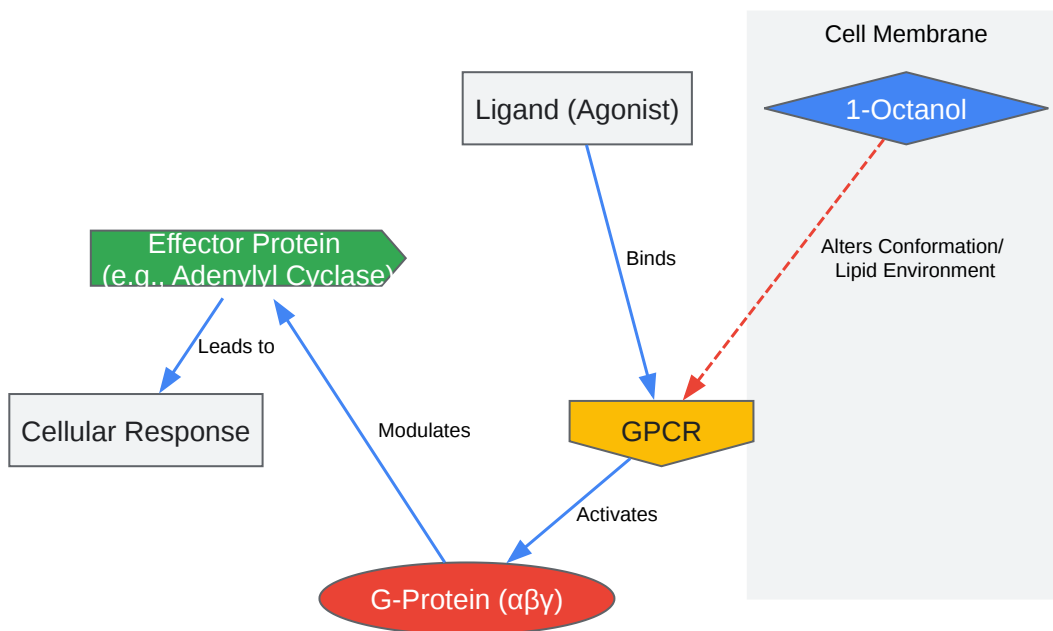 Cell Membrane
Ligand (Agonist)
1-Octanol
Effector Protein
(e.g., Adenylyl Cyclase)
Binds
Alters Conformation/
Lipid Environment
Leads to
Cellular Response
Modulates
GPCR
Activates
G-Protein (αβγ)